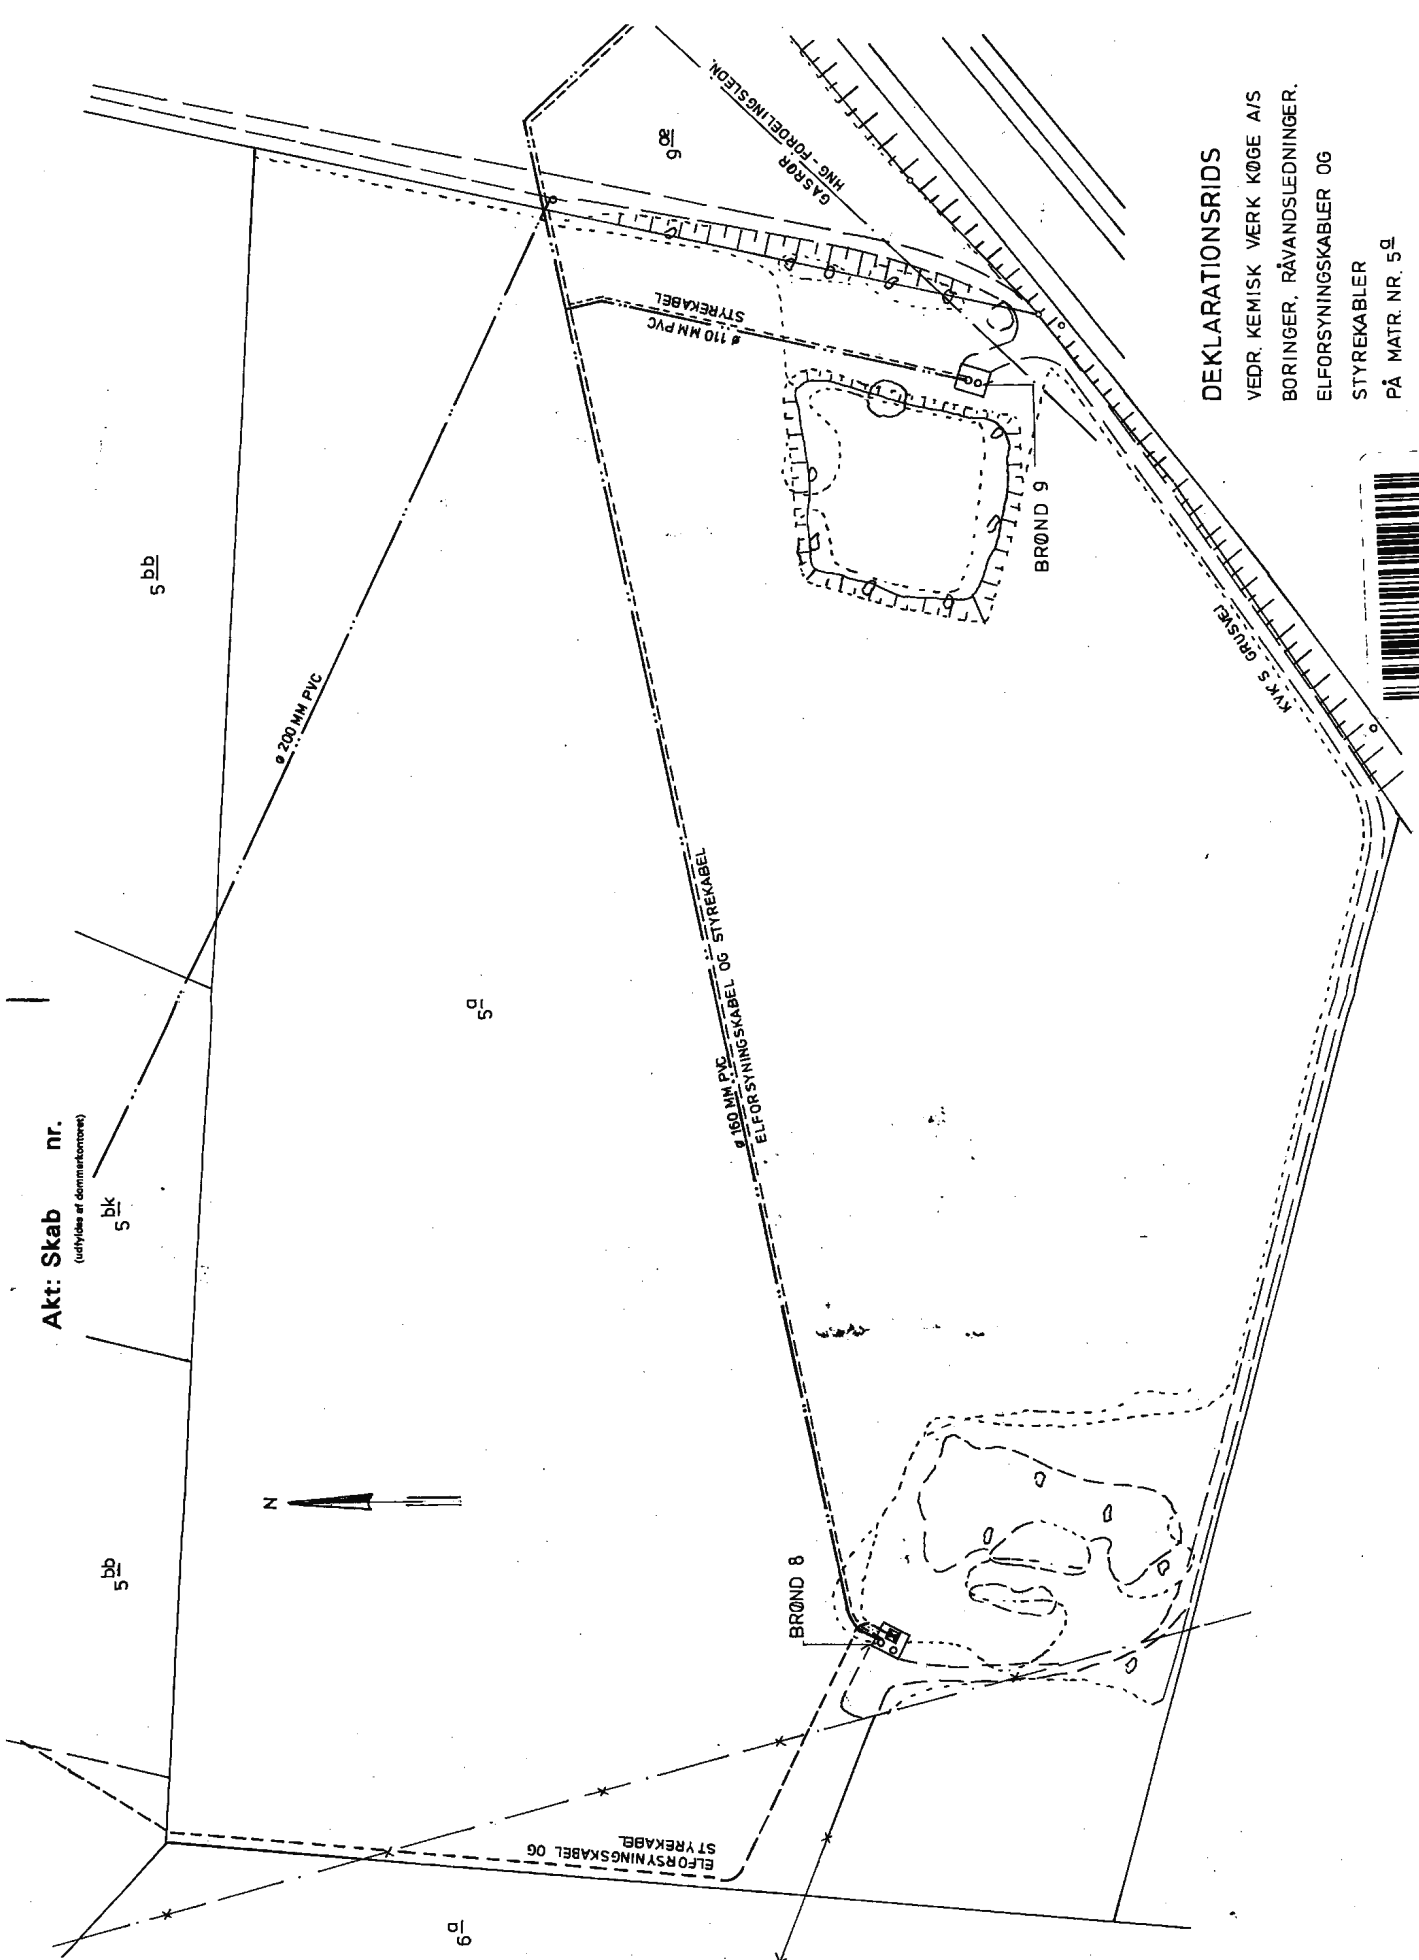 Akt: Skab nr.
(udfyldes af dommerkontoret)
5bb
5bk
5bb
ø 200 MM PVC
N
5a
6a
9æ
GASRØR
HNG - FORDELINGSLEDN.
STYREKABEL
ø 110 MM PVC
ø 160 MM PVC
ELFORSYNINGSKABEL OG STYREKABEL
BRØND 8
BRØND 9
ELFORSYNINGSKABEL OG
STYREKABEL
KVK'S GRUSVEJ
DEKLARATIONSRIDS
VEDR. KEMISK VÆRK KØGE A/S
BORINGER, RÅVANDSLEDNINGER.
ELFORSYNINGSKABLER OG
STYREKABLER
PÅ MATR. NR. 5a